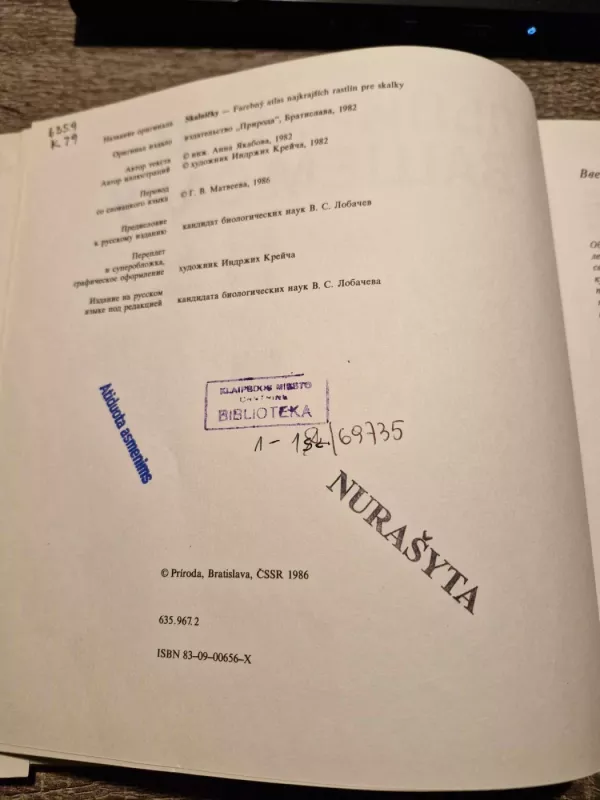 6359
K 79
Название оригинала Skalničky — Farebný atlas najkrajších rastlín pre skalky
Оригинал издало издательство „Природа", Братислава, 1982
Автор текста © инж. Анна Якабова, 1982
Автор иллюстраций © художник Индржих Крейча, 1982
Перевод
со словацкого языка © Г. В. Матвеева, 1986
Предисловие
к русскому изданию кандидат биологических наук В. С. Лобачев
Переплет
и суперобложка,
графическое оформление художник Индржих Крейча
Издание на русском
языке под редакцией кандидата биологических наук В. С. Лобачева
Atiduota asmenims
KLAIPĖDOS MIESTO
BIBLIOTEKA
69735
NURAŠYTA
© Príroda, Bratislava, ČSSR 1986
635.967.2
ISBN 83-09-00656-X
Вве